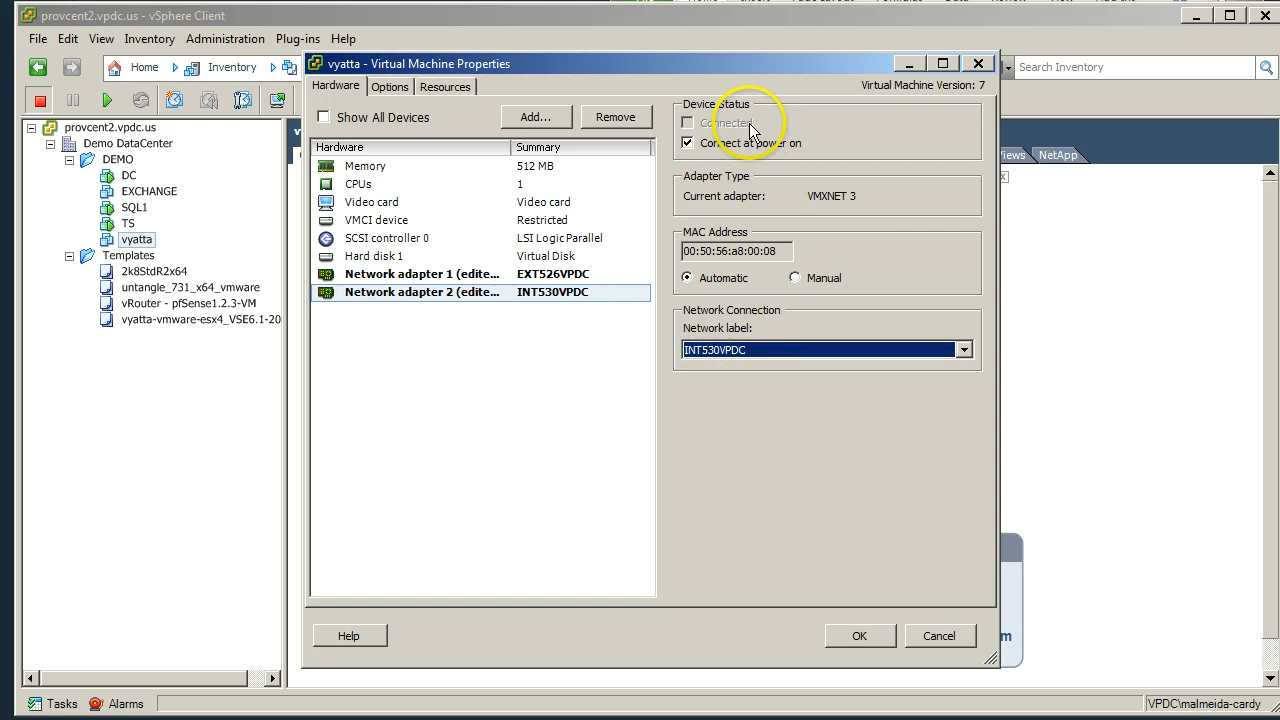 provcent2.vpdc.us - vSphere Client
File Edit View Inventory Administration Plug-ins Help
Home Inventory
Search Inventory
provcent2.vpdc.us
Demo DataCenter
DEMO
DC
EXCHANGE
SQL1
TS
vyatta
Templates
2k8StdR2x64
untangle_731_x64_vmware
vRouter - pfSense1.2.3-VM
vyatta-vmware-esx4_VSE6.1-20
vyatta - Virtual Machine Properties
Hardware Options Resources
Virtual Machine Version: 7
Show All Devices
Add...
Remove
Hardware Summary
Memory 512 MB
CPUs 1
Video card Video card
VMCI device Restricted
SCSI controller 0 LSI Logic Parallel
Hard disk 1 Virtual Disk
Network adapter 1 (edite... EXT526VPDC
Network adapter 2 (edite... INT530VPDC
Device Status
Connected
Connect at power on
Adapter Type
Current adapter: VMXNET 3
MAC Address
00:50:56:a8:00:08
Automatic Manual
Network Connection
Network label:
INT530VPDC
Help
OK
Cancel
iews NetApp
Tasks Alarms
VPDC\malmeida-cardy